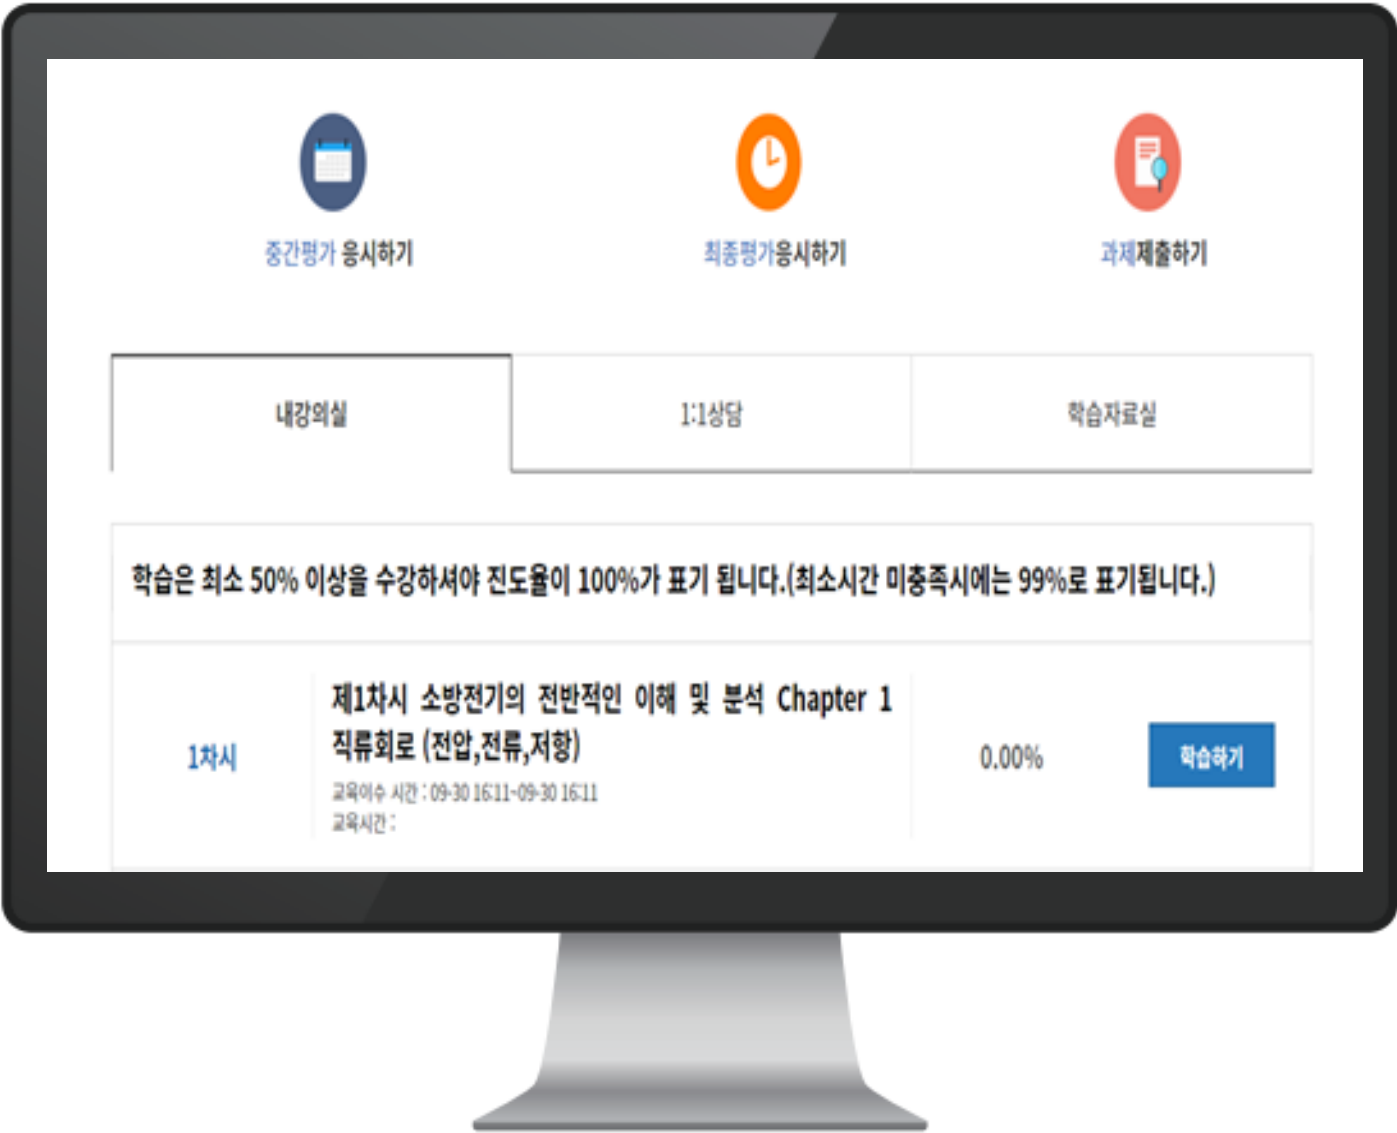 중간평가 응시하기
최종평가응시하기
과제제출하기
내강의실
1:1상담
학습자료실
학습은 최소 50% 이상을 수강하셔야 진도율이 100%가 표기 됩니다.(최소시간 미충족시에는 99%로 표기됩니다.)
1차시
제1차시 소방전기의 전반적인 이해 및 분석 Chapter 1
직류회로 (전압,전류,저항)
교육이수 시간 : 09-30 16:11~09-30 16:11
교육시간 :
0.00%
학습하기